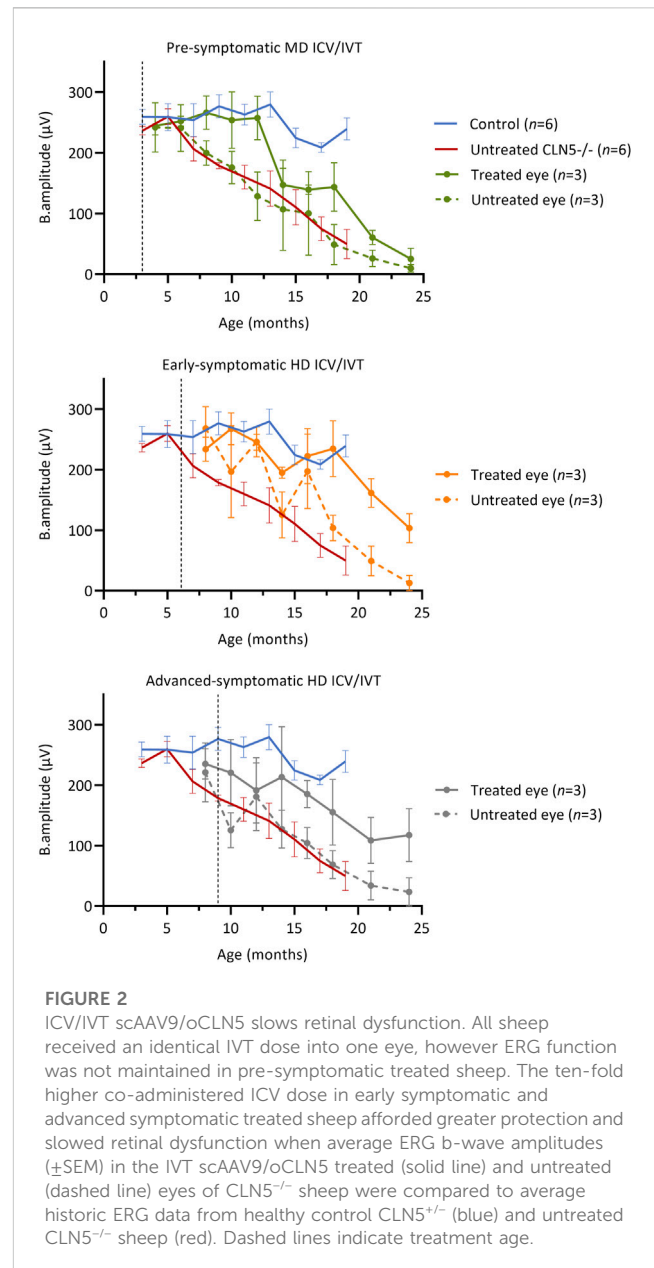 Pre-symptomatic MD ICV/IVT
B.amplitude (µV)
300
200
100
0
0 5 10 15 20 25
Age (months)
Control (n=6)
Untreated CLN5-/- (n=6)
Treated eye (n=3)
Untreated eye (n=3)
Early-symptomatic HD ICV/IVT
B.amplitude (µV)
300
200
100
0
0 5 10 15 20 25
Age (months)
Treated eye (n=3)
Untreated eye (n=3)
Advanced-symptomatic HD ICV/IVT
B.amplitude (µV)
300
200
100
0
0 5 10 15 20 25
Age (months)
Treated eye (n=3)
Untreated eye (n=3)
FIGURE 2
ICV/IVT scAAV9/oCLN5 slows retinal dysfunction. All sheep
received an identical IVT dose into one eye, however ERG function
was not maintained in pre-symptomatic treated sheep. The ten-fold
higher co-administered ICV dose in early symptomatic and
advanced symptomatic treated sheep afforded greater protection and
slowed retinal dysfunction when average ERG b-wave amplitudes
(±SEM) in the IVT scAAV9/oCLN5 treated (solid line) and untreated
(dashed line) eyes of CLN5⁻/⁻ sheep were compared to average
historic ERG data from healthy control CLN5⁺/⁻ (blue) and untreated
CLN5⁻/⁻ sheep (red). Dashed lines indicate treatment age.